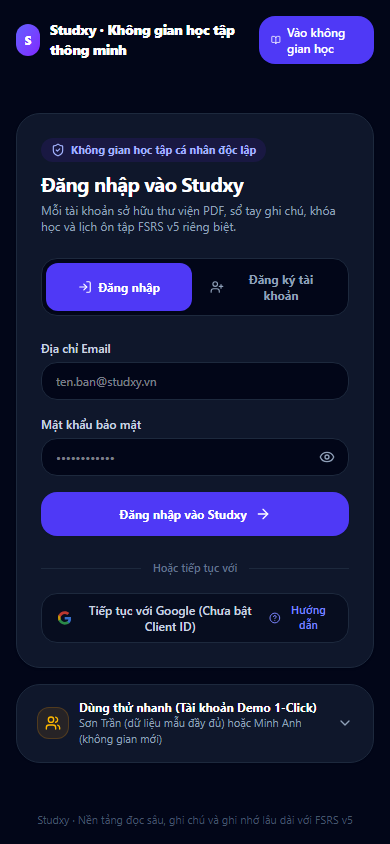 S
Studxy · Không gian học tập
thông minh
Vào không
gian học
Không gian học tập cá nhân độc lập
Đăng nhập vào Studxy
Mỗi tài khoản sở hữu thư viện PDF, sổ tay ghi chú, khóa
học và lịch ôn tập FSRS v5 riêng biệt.
Đăng nhập
Đăng ký tài
khoản
Địa chỉ Email
ten.ban@studxy.vn
Mật khẩu bảo mật
••••••••••••
Đăng nhập vào Studxy
Hoặc tiếp tục với
Tiếp tục với Google (Chưa bật
Client ID)
Hướng
dẫn
Dùng thử nhanh (Tài khoản Demo 1-Click)
Sơn Trần (dữ liệu mẫu đầy đủ) hoặc Minh Anh
(không gian mới)
Studxy · Nền tảng đọc sâu, ghi chú và ghi nhớ lâu dài với FSRS v5